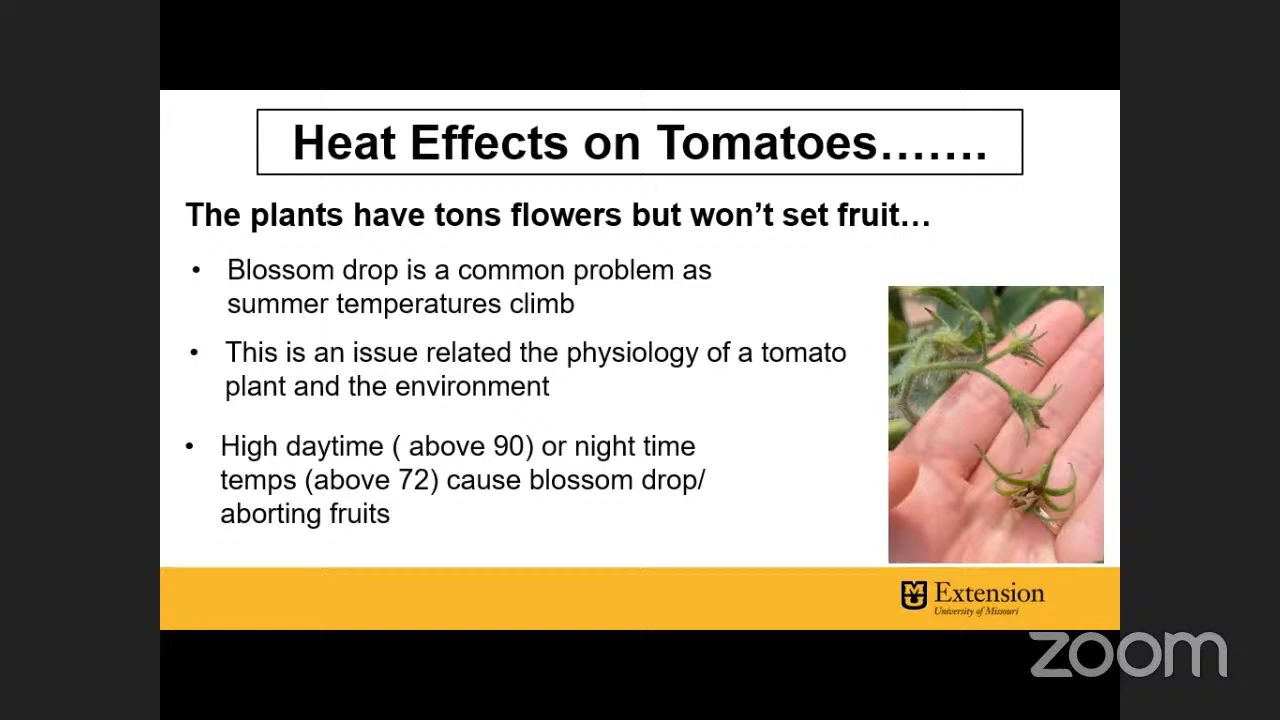 Heat Effects on Tomatoes…….
The plants have tons flowers but won’t set fruit…
• Blossom drop is a common problem as
summer temperatures climb
• This is an issue related the physiology of a tomato
plant and the environment
• High daytime ( above 90) or night time
temps (above 72) cause blossom drop/
aborting fruits
MU Extension
University of Missouri
zoom